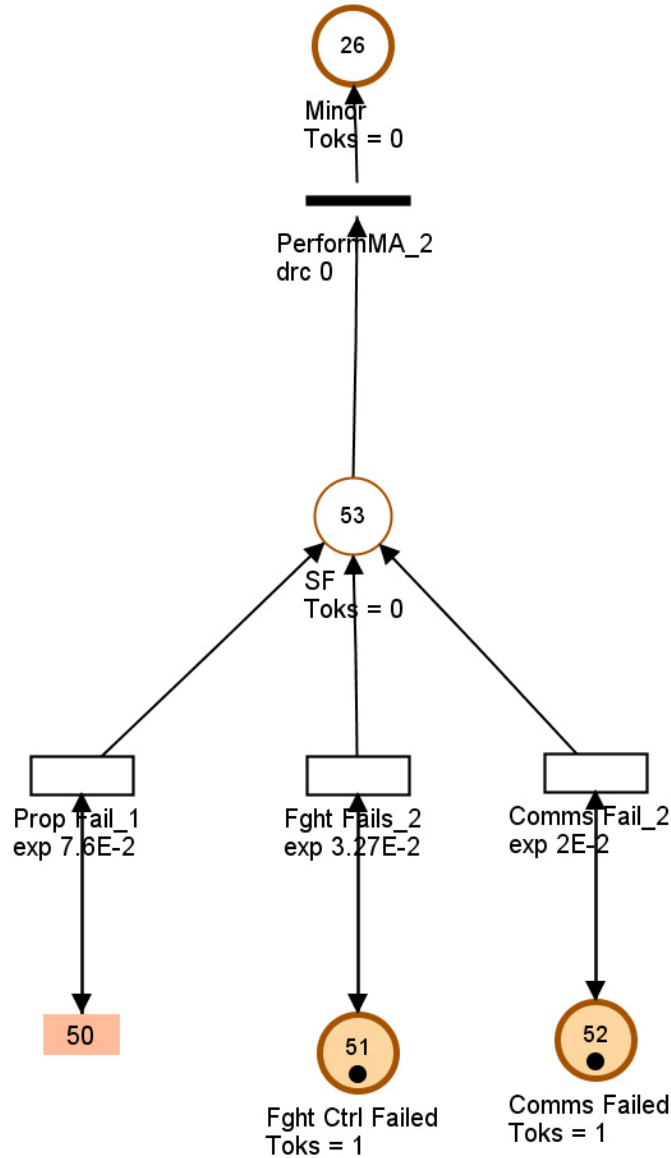 26
Minor
Toks = 0
PerformMA_2
drc 0
53
SF
Toks = 0
Prop Fail_1
exp 7.6E-2
Fght Fails_2
exp 3.27E-2
Comms Fail_2
exp 2E-2
50
51
Fght Ctrl Failed
Toks = 1
52
Comms Failed
Toks = 1